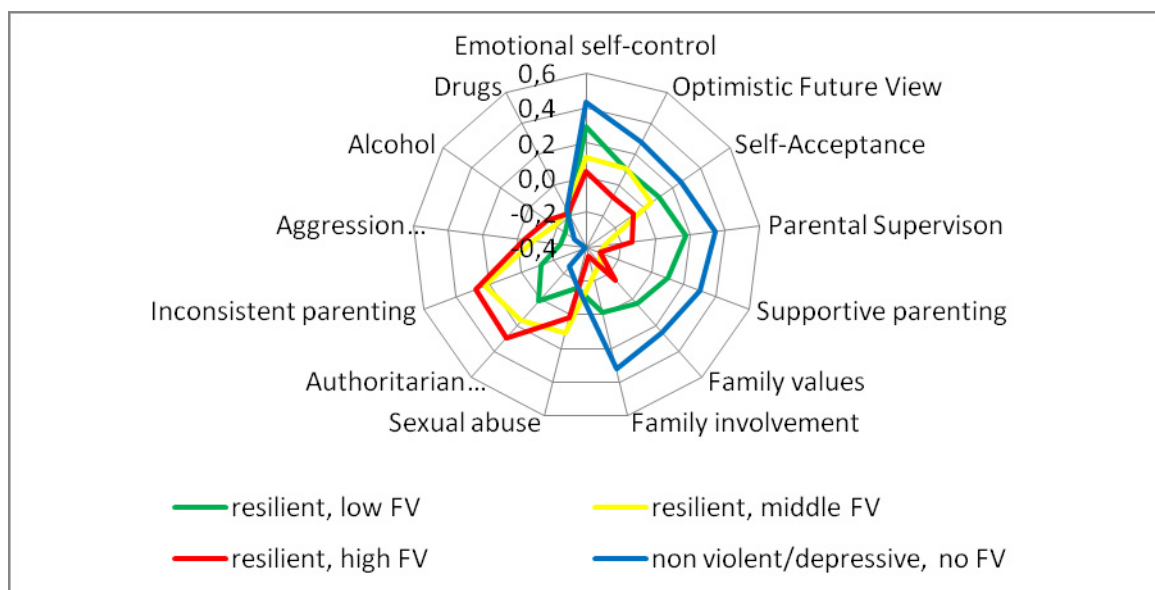 Emotional self-control
0,6
Drugs
Optimistic Future View
0,4
Alcohol
0,2
Self-Acceptance
0,0
Aggression...
-0,2
Parental Supervison
-0,4
Inconsistent parenting
Supportive parenting
Authoritarian...
Family values
Sexual abuse
Family involvement
resilient, low FV
resilient, middle FV
resilient, high FV
non violent/depressive, no FV